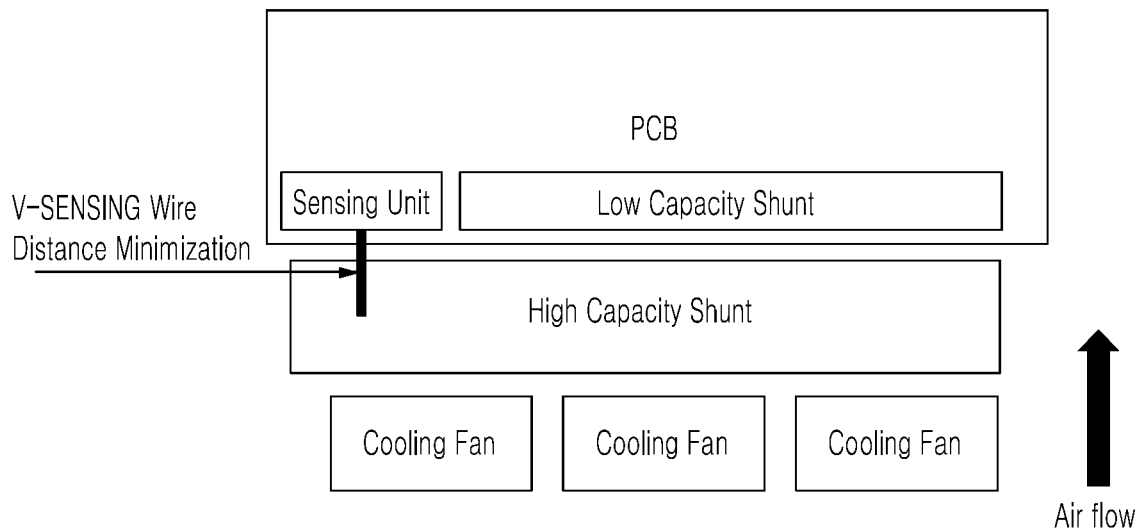 PCB
Sensing Unit
Low Capacity Shunt
V-SENSING Wire
Distance Minimization
High Capacity Shunt
Cooling Fan
Cooling Fan
Cooling Fan
Air flow